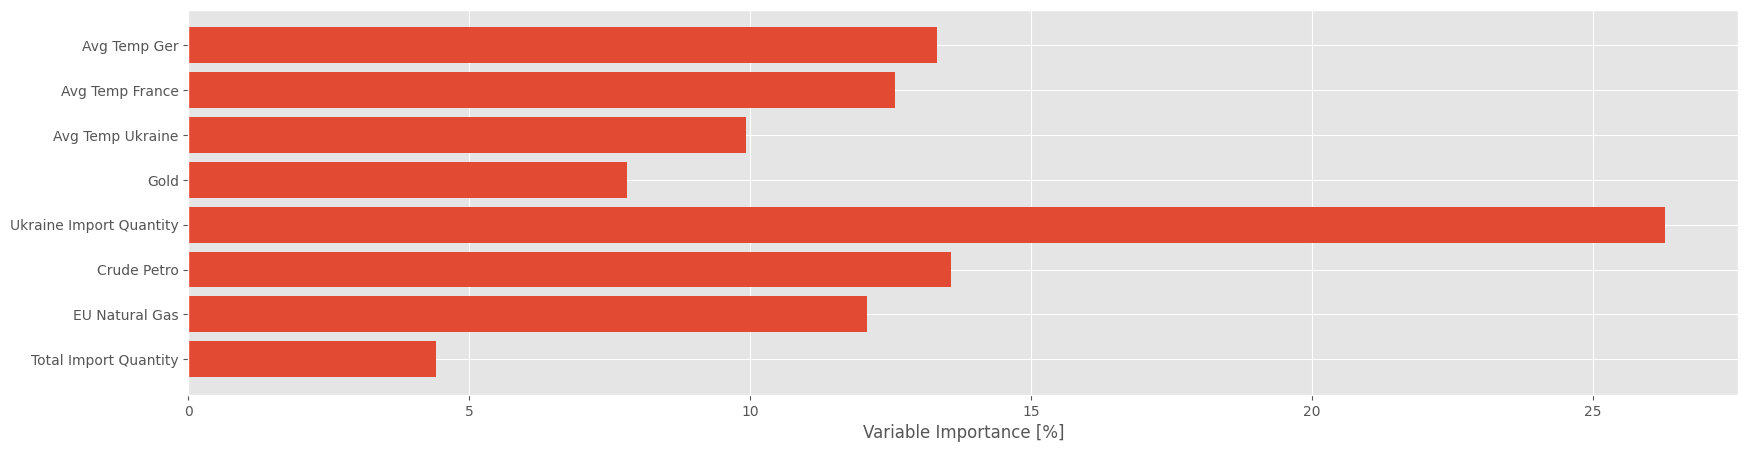 Avg Temp Ger
Avg Temp France
Avg Temp Ukraine
Gold
Ukraine Import Quantity
Crude Petro
EU Natural Gas
Total Import Quantity
0 5 10 15 20 25
Variable Importance [%]